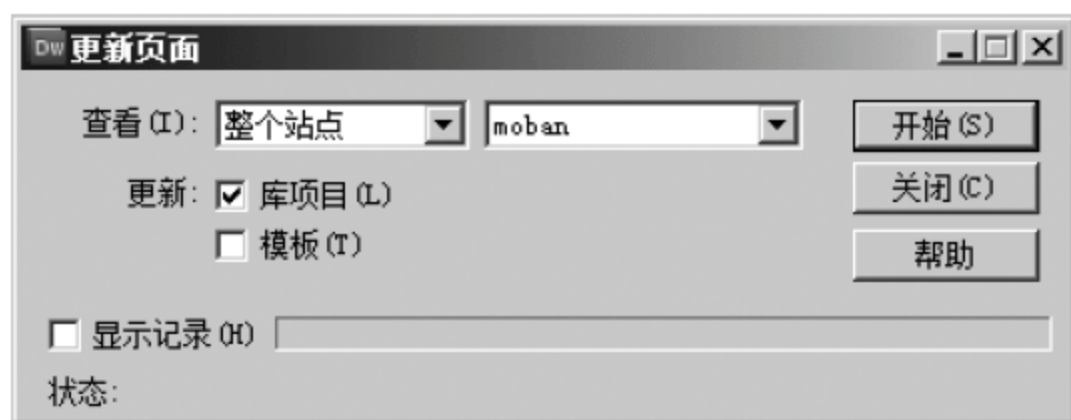 Dw 更新页面
查看(I): 整个站点 moban 开始(S)
更新: 库项目(L) 关闭(C)
模板(T) 帮助
显示记录(H)
状态: